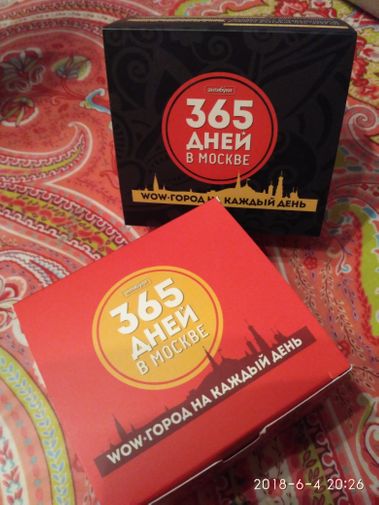 антибуки
365
ДНЕЙ
В МОСКВЕ
WOW-ГОРОД НА КАЖДЫЙ ДЕНЬ
365
ДНЕЙ
В МОСКВЕ
WOW-ГОРОД НА КАЖДЫЙ ДЕНЬ
2018-6-4 20:26